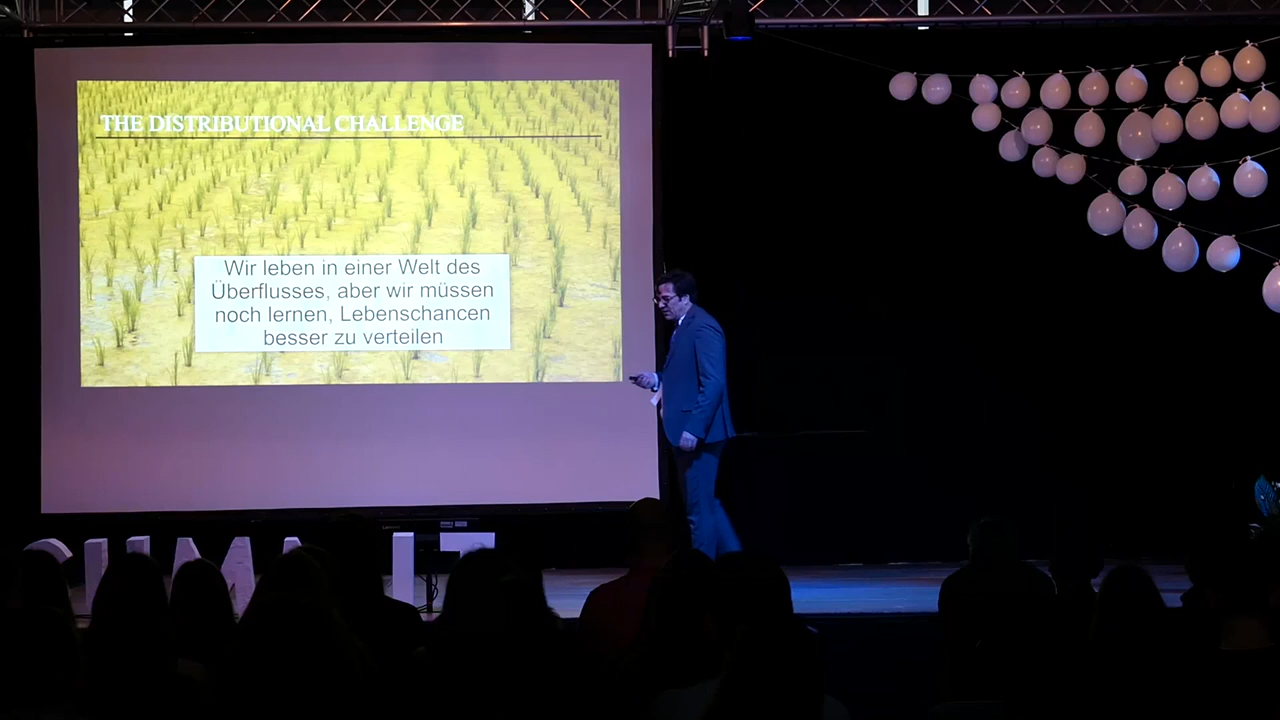 THE DISTRIBUTIONAL CHALLENGE
Wir leben in einer Welt des
Überflusses, aber wir müssen
noch lernen, Lebenschancen
besser zu verteilen